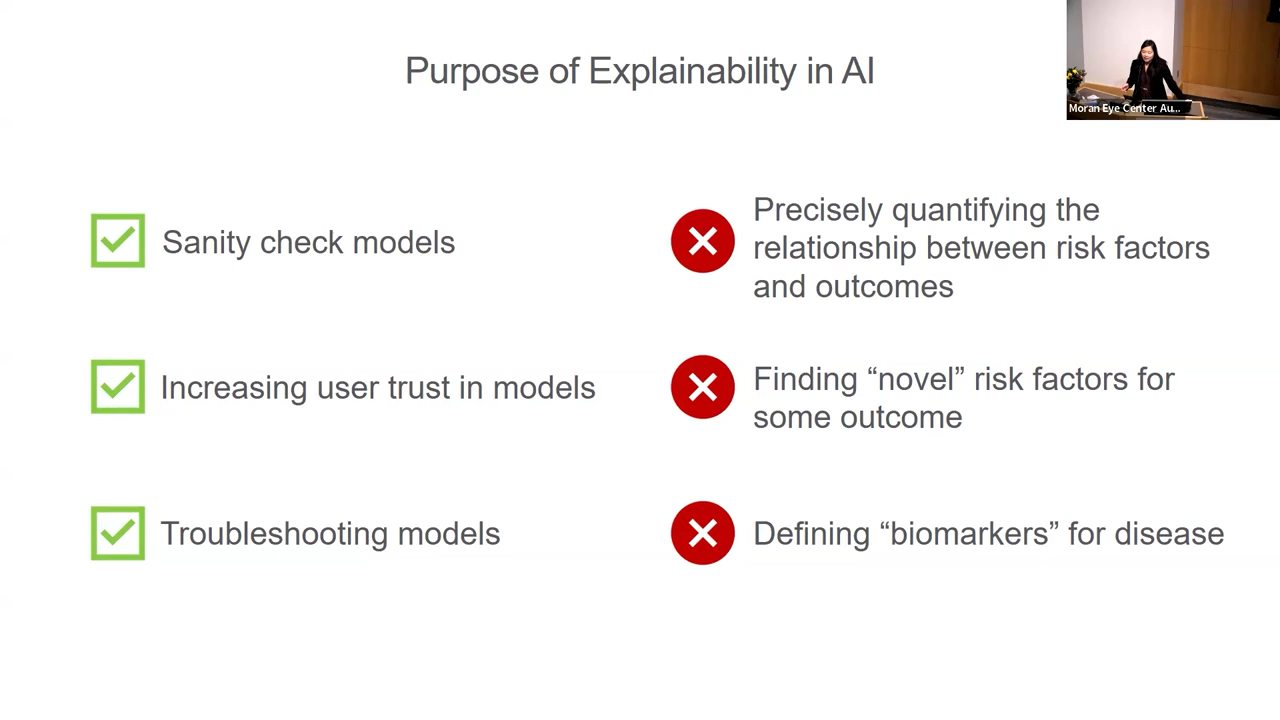 Purpose of Explainability in AI
Moran Eye Center Au...
Sanity check models
Increasing user trust in models
Troubleshooting models
Precisely quantifying the
relationship between risk factors
and outcomes
Finding “novel” risk factors for
some outcome
Defining “biomarkers” for disease